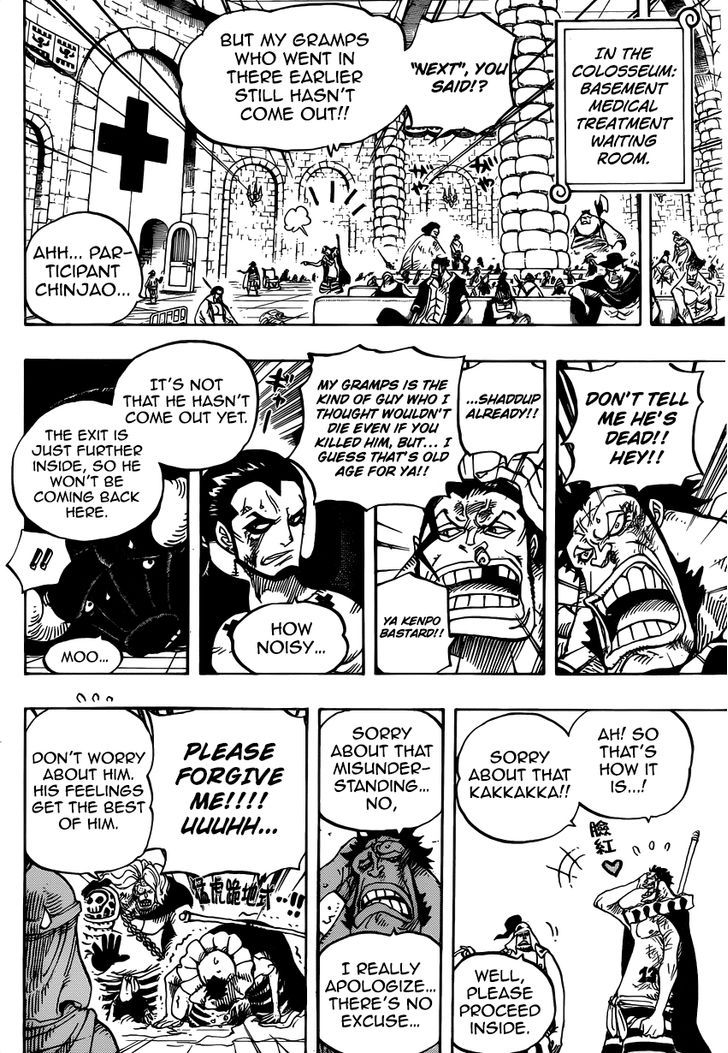 IN THE
COLOSSEUM:
BASEMENT
MEDICAL
TREATMENT
WAITING
ROOM.
"NEXT", YOU
SAID!?
BUT MY GRAMPS
WHO WENT IN
THERE EARLIER
STILL HASN'T
COME OUT!!
AHH... PAR-
TICIPANT
CHINJAO...
DON'T TELL
ME HE'S
DEAD!!
HEY!!
...SHADDUP
ALREADY!!
MY GRAMPS IS THE
KIND OF GUY WHO I
THOUGHT WOULDN'T
DIE EVEN IF YOU
KILLED HIM, BUT... I
GUESS THAT'S OLD
AGE FOR YA!!
YA KENPO
BASTARD!!
IT'S NOT
THAT HE HASN'T
COME OUT YET.
THE EXIT IS
JUST FURTHER
INSIDE, SO HE
WON'T BE
COMING BACK
HERE.
HOW
NOISY...
!!
MOO...
AH! SO
THAT'S
HOW IT
IS...!
SORRY
ABOUT THAT
KAKKAKKA!!
臉
紅
WELL,
PLEASE
PROCEED
INSIDE.
SORRY
ABOUT THAT
MISUNDER-
STANDING...
NO,
I REALLY
APOLOGIZE...
THERE'S NO
EXCUSE...
PLEASE
FORGIVE
ME!!!!
UUUHH...
猛虎跪地
DON'T WORRY
ABOUT HIM.
HIS FEELINGS
GET THE BEST
OF HIM.